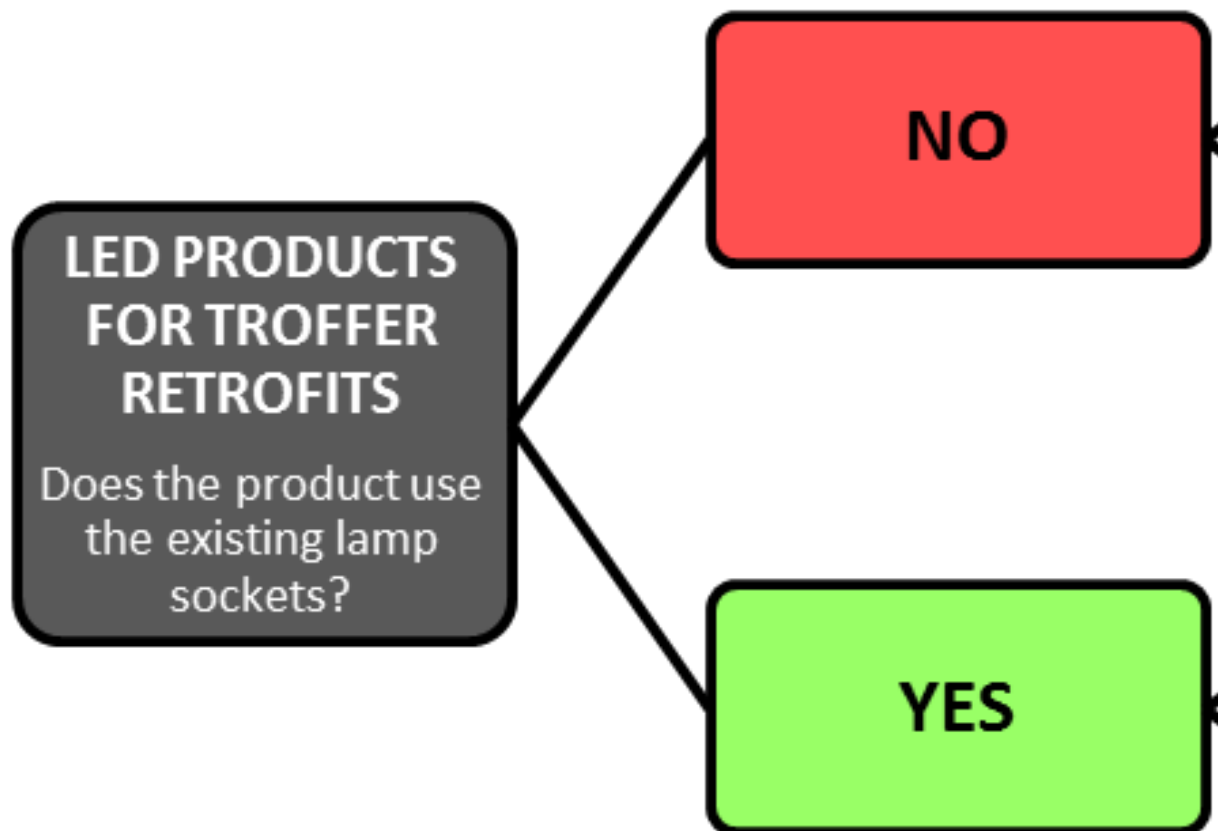 LED PRODUCTS
FOR TROFFER
RETROFITS
Does the product use
the existing lamp
sockets?
NO
YES